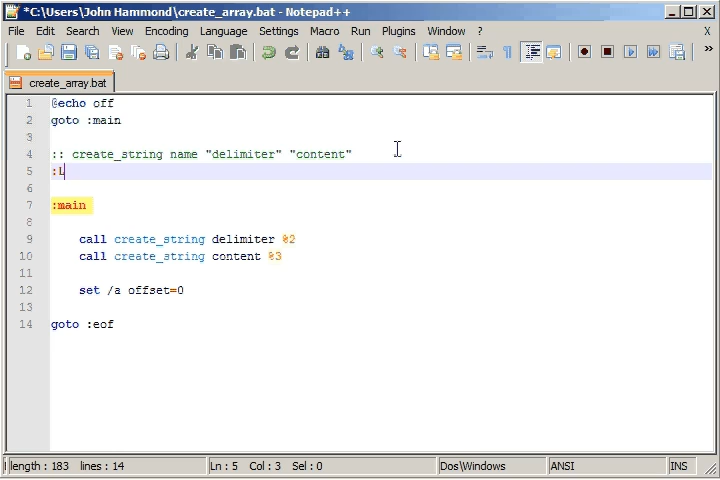 *C:\Users\John Hammond\create_array.bat - Notepad++
File Edit Search View Encoding Language Settings Macro Run Plugins Window ? X
create_array.bat
1 @echo off
2 goto :main
3
4 :: create_string name "delimiter" "content"
5 :L
6
7 :main
8
9 call create_string delimiter %2
10 call create_string content %3
11
12 set /a offset=0
13
14 goto :eof
length : 183 lines : 14 Ln : 5 Col : 3 Sel : 0 Dos\Windows ANSI INS